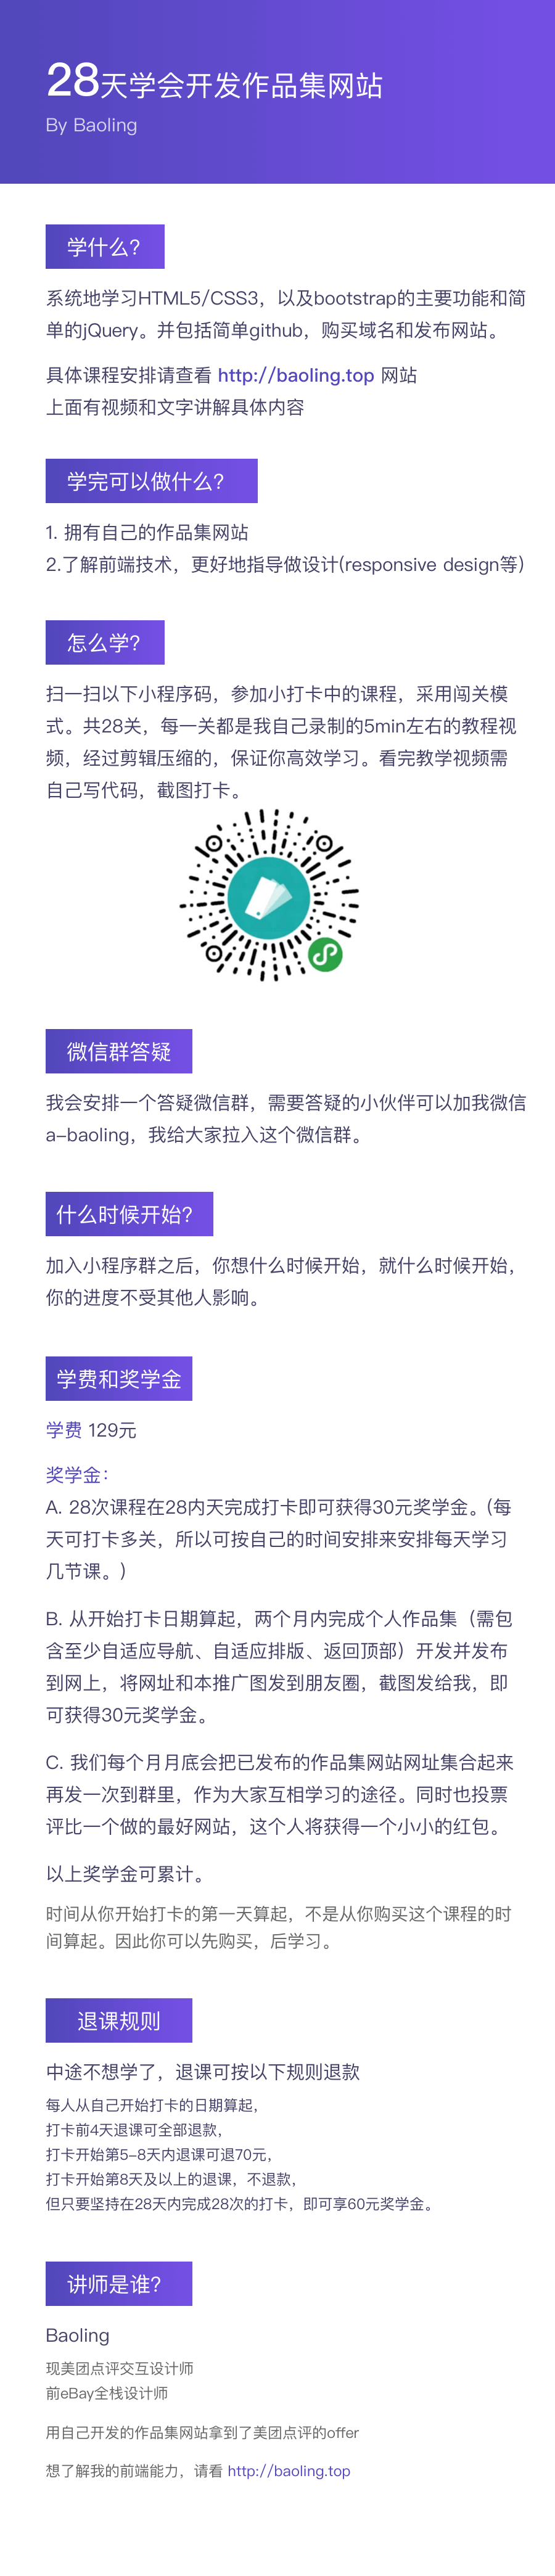 28天学会开发作品集网站
By Baoling
学什么?
系统地学习HTML5/CSS3，以及bootstrap的主要功能和简
单的jQuery。并包括简单github，购买域名和发布网站。
具体课程安排请查看 http://baoling.top 网站
上面有视频和文字讲解具体内容
学完可以做什么?
1. 拥有自己的作品集网站
2.了解前端技术，更好地指导做设计(responsive design等)
怎么学?
扫一扫以下小程序码，参加小打卡中的课程，采用闯关模
式。共28关，每一关都是我自己录制的5min左右的教程视
频，经过剪辑压缩的，保证你高效学习。看完教学视频需
自己写代码，截图打卡。
微信群答疑
我会安排一个答疑微信群，需要答疑的小伙伴可以加我微信
a-baoling，我给大家拉入这个微信群。
什么时候开始?
加入小程序群之后，你想什么时候开始，就什么时候开始，
你的进度不受其他人影响。
学费和奖学金
学费 129元
奖学金：
A. 28次课程在28内天完成打卡即可获得30元奖学金。(每
天可打卡多关，所以可按自己的时间安排来安排每天学习
几节课。)
B. 从开始打卡日期算起，两个月内完成个人作品集（需包
含至少自适应导航、自适应排版、返回顶部）开发并发布
到网上，将网址和本推广图发到朋友圈，截图发给我，即
可获得30元奖学金。
C. 我们每个月月底会把已发布的作品集网站网址集合起来
再发一次到群里，作为大家互相学习的途径。同时也投票
评比一个做的最好网站，这个人将获得一个小小的红包。
以上奖学金可累计。
时间从你开始打卡的第一天算起，不是从你购买这个课程的时
间算起。因此你可以先购买，后学习。
退课规则
中途不想学了，退课可按以下规则退款
每人从自己开始打卡的日期算起，
打卡前4天退课可全部退款，
打卡开始第5-8天内退课可退70元，
打卡开始第8天及以上的退课，不退款，
但只要坚持在28天内完成28次的打卡，即可享60元奖学金。
讲师是谁?
Baoling
现美团点评交互设计师
前eBay全栈设计师
用自己开发的作品集网站拿到了美团点评的offer
想了解我的前端能力，请看 http://baoling.top